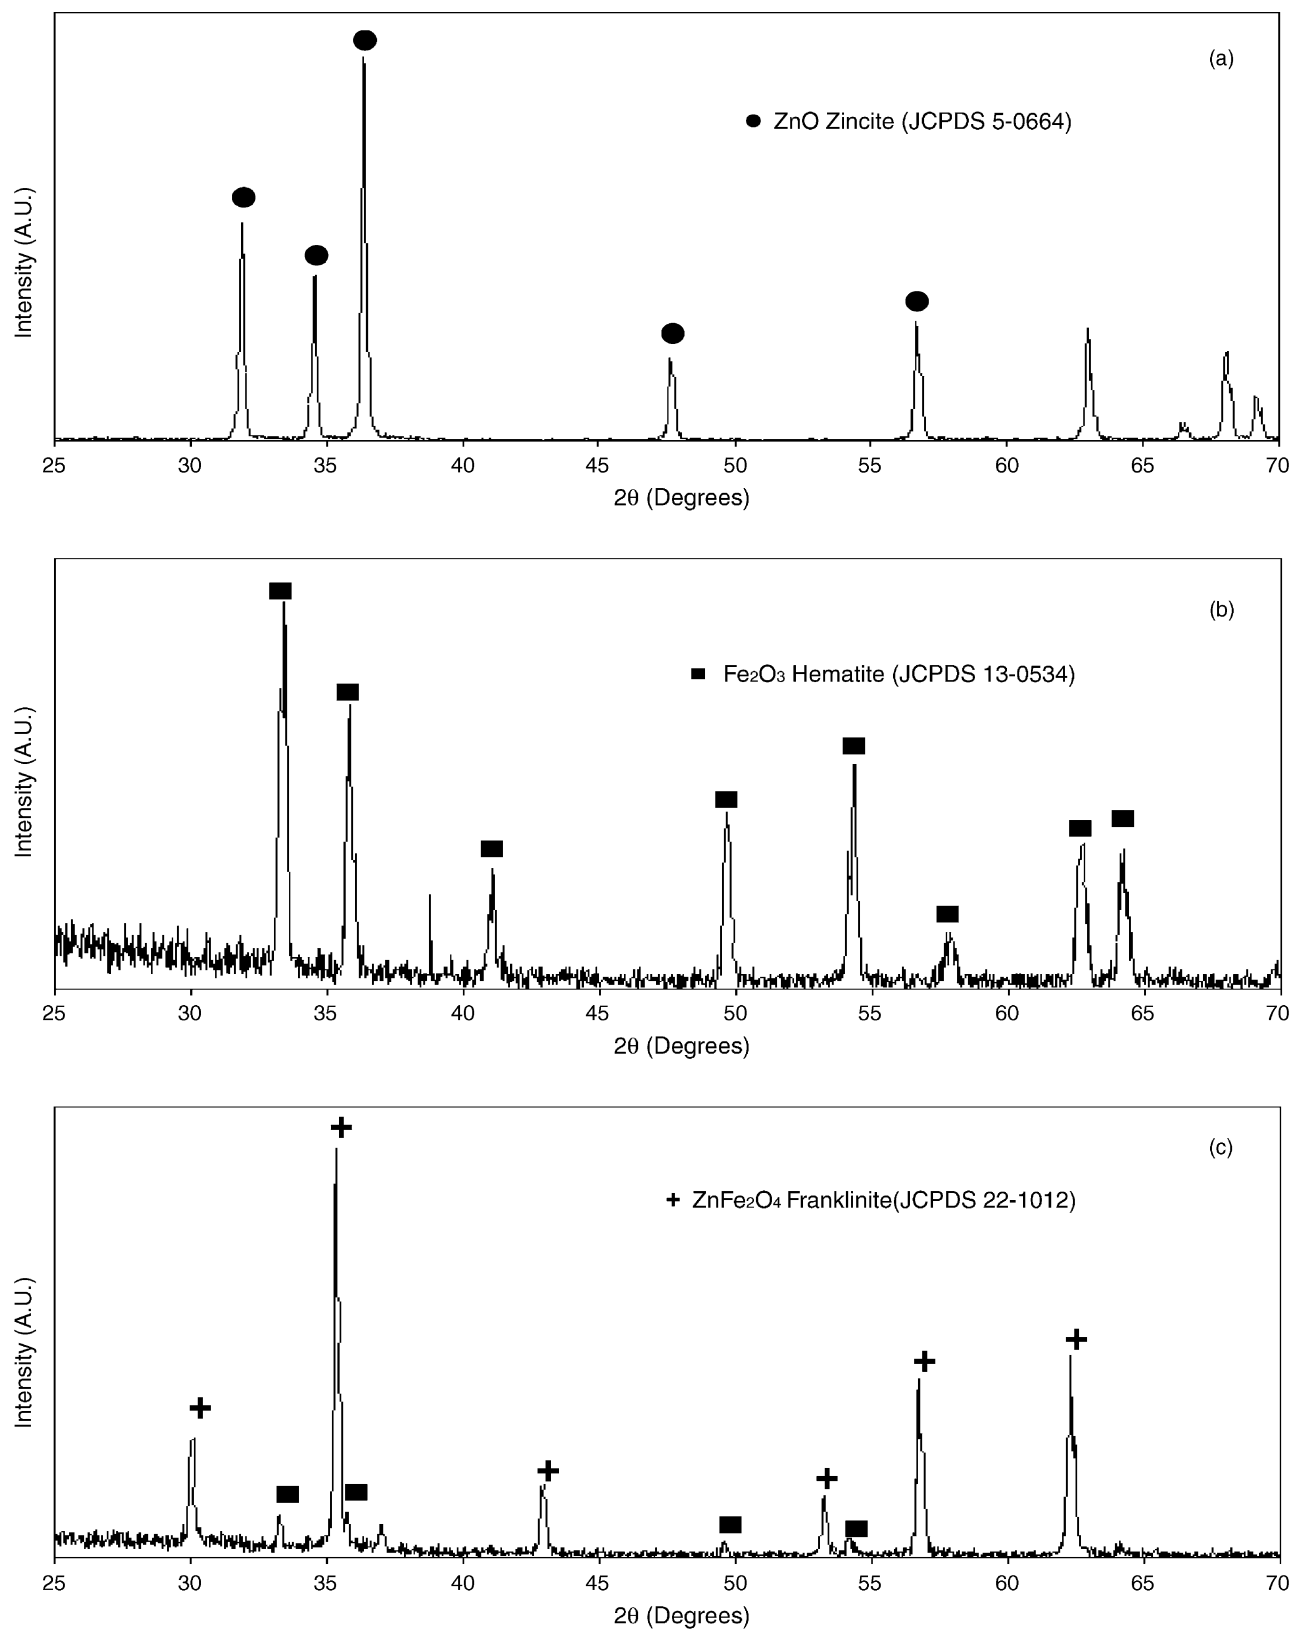 (a)
ZnO Zincite (JCPDS 5-0664)
Intensity (A.U.)
25 30 35 40 45 50 55 60 65 70
2θ (Degrees)
(b)
Fe2O3 Hematite (JCPDS 13-0534)
Intensity (A.U.)
25 30 35 40 45 50 55 60 65 70
2θ (Degrees)
(c)
ZnFe2O4 Franklinite(JCPDS 22-1012)
Intensity (A.U.)
25 30 35 40 45 50 55 60 65 70
2θ (Degrees)